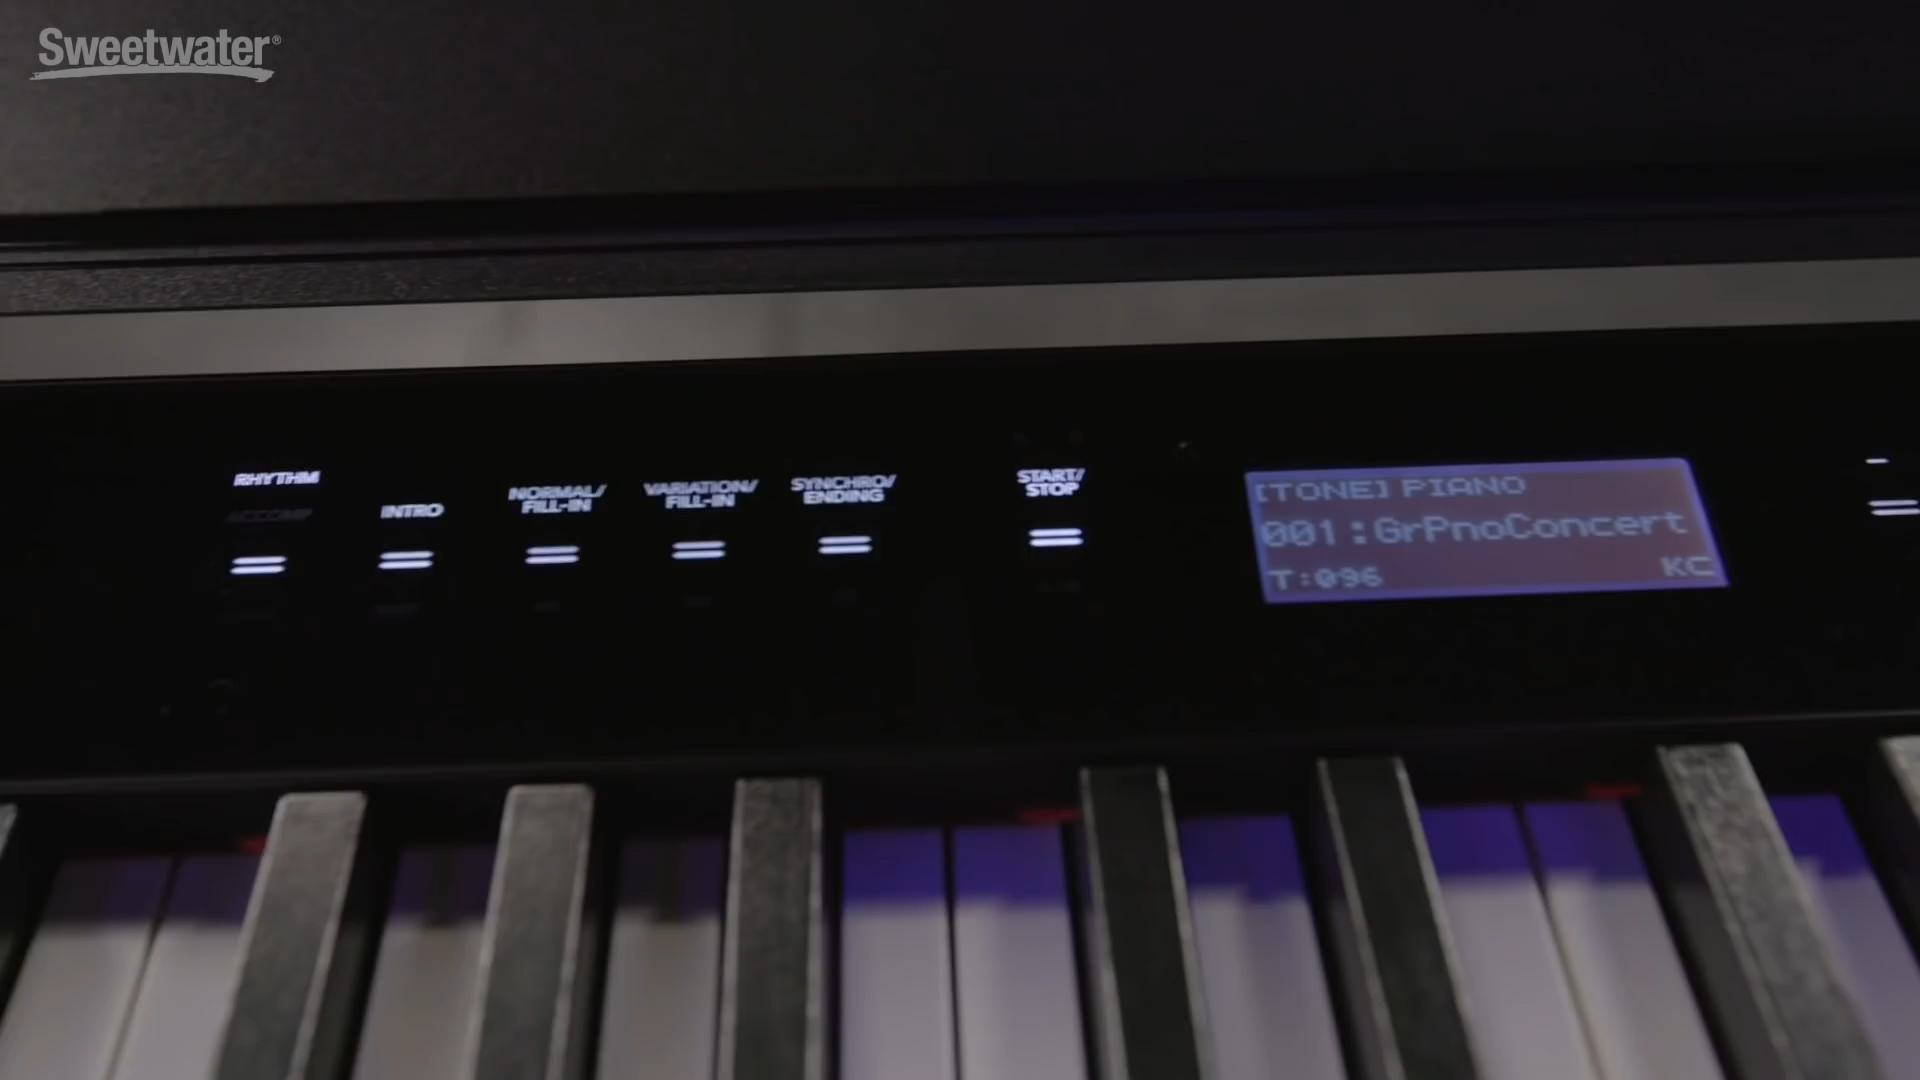 Sweetwater®
RHYTHM
ACCOMP
INTRO
NORMAL/
FILL-IN
VARIATION/
FILL-IN
SYNCHRO/
ENDING
START/
STOP
[TONE] PIANO
001:GrPnoConcert
T:096 KC